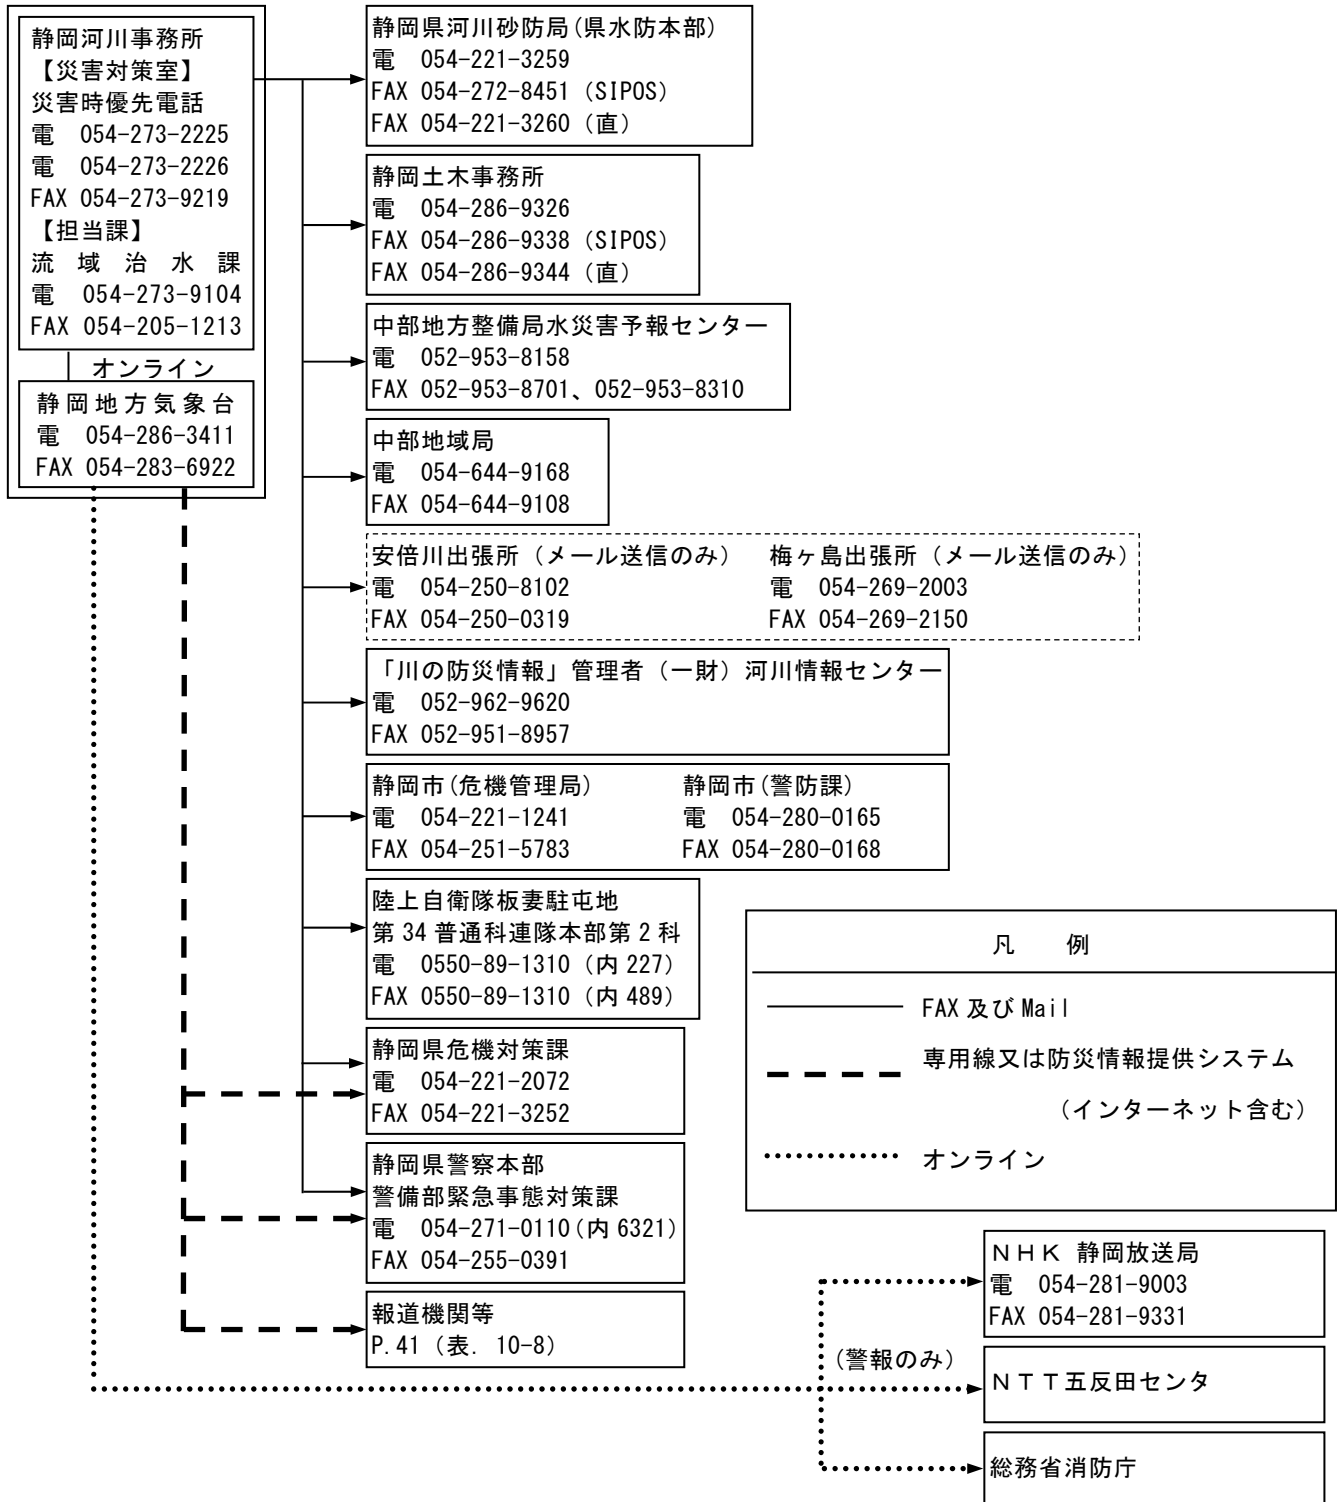 静岡河川事務所
【災害対策室】
災害時優先電話
電　054-273-2225
電　054-273-2226
FAX 054-273-9219
【担当課】
流　域　治　水　課
電　054-273-9104
FAX 054-205-1213
オンライン
静岡地方気象台
電　054-286-3411
FAX 054-283-6922
静岡県河川砂防局(県水防本部)
電　054-221-3259
FAX 054-272-8451（SIPOS）
FAX 054-221-3260（直）
静岡土木事務所
電　054-286-9326
FAX 054-286-9338（SIPOS）
FAX 054-286-9344（直）
中部地方整備局水災害予報センター
電　052-953-8158
FAX 052-953-8701、052-953-8310
中部地域局
電　054-644-9168
FAX 054-644-9108
安倍川出張所（メール送信のみ）
電　054-250-8102
FAX 054-250-0319
梅ヶ島出張所（メール送信のみ）
電　054-269-2003
FAX 054-269-2150
「川の防災情報」管理者（一財）河川情報センター
電　052-962-9620
FAX 052-951-8957
静岡市(危機管理局)
電　054-221-1241
FAX 054-251-5783
静岡市(警防課)
電　054-280-0165
FAX 054-280-0168
陸上自衛隊板妻駐屯地
第34普通科連隊本部第2科
電　0550-89-1310（内227）
FAX 0550-89-1310（内489）
静岡県危機対策課
電　054-221-2072
FAX 054-221-3252
静岡県警察本部
警備部緊急事態対策課
電　054-271-0110(内6321)
FAX 054-255-0391
報道機関等
P.41（表．10-8）
凡　　例
FAX及びMail
専用線又は防災情報提供システム
（インターネット含む）
オンライン
（警報のみ）
ＮＨＫ 静岡放送局
電　054-281-9003
FAX 054-281-9331
ＮＴＴ五反田センタ
総務省消防庁